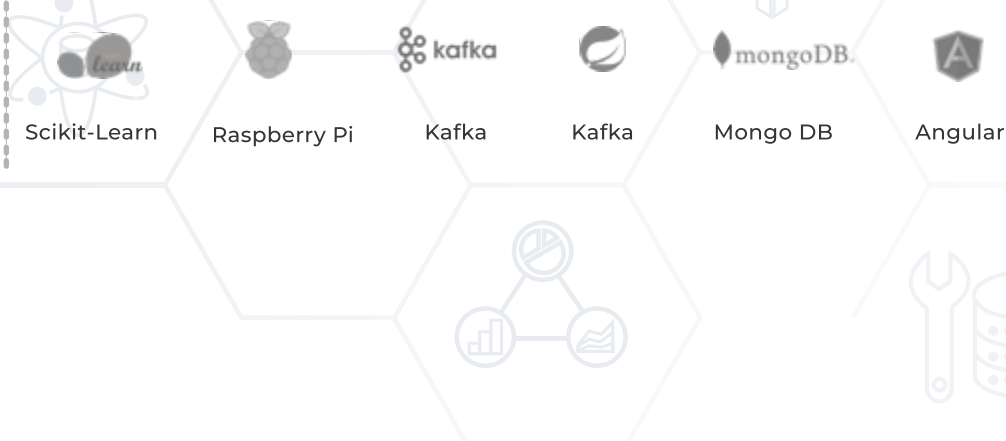 learn
kafka
mongoDB.
A
Scikit-Learn
Raspberry Pi
Kafka
Kafka
Mongo DB
Angular